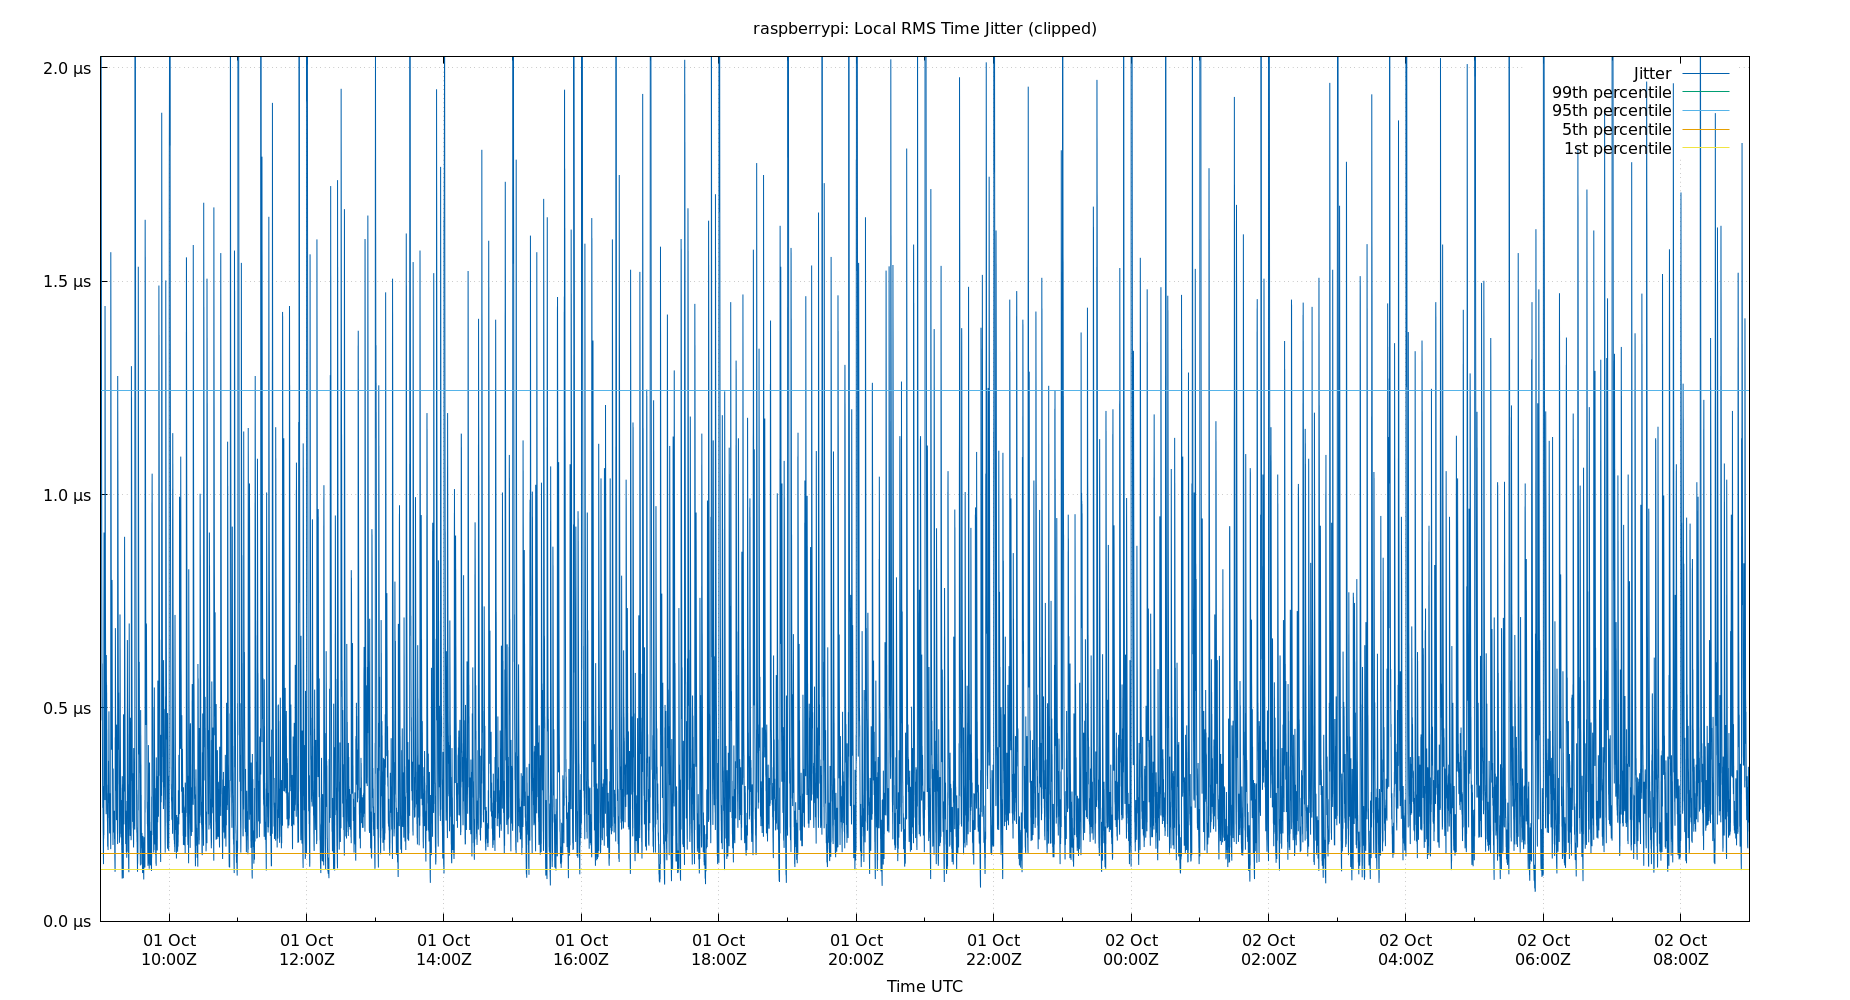 raspberrypi: Local RMS Time Jitter (clipped)
2.0 µs
1.5 µs
1.0 µs
0.5 µs
0.0 µs
Jitter
99th percentile
95th percentile
5th percentile
1st percentile
01 Oct 01 Oct 01 Oct 01 Oct 01 Oct 01 Oct 01 Oct 02 Oct 02 Oct 02 Oct 02 Oct 02 Oct
10:00Z 12:00Z 14:00Z 16:00Z 18:00Z 20:00Z 22:00Z 00:00Z 02:00Z 04:00Z 06:00Z 08:00Z
Time UTC